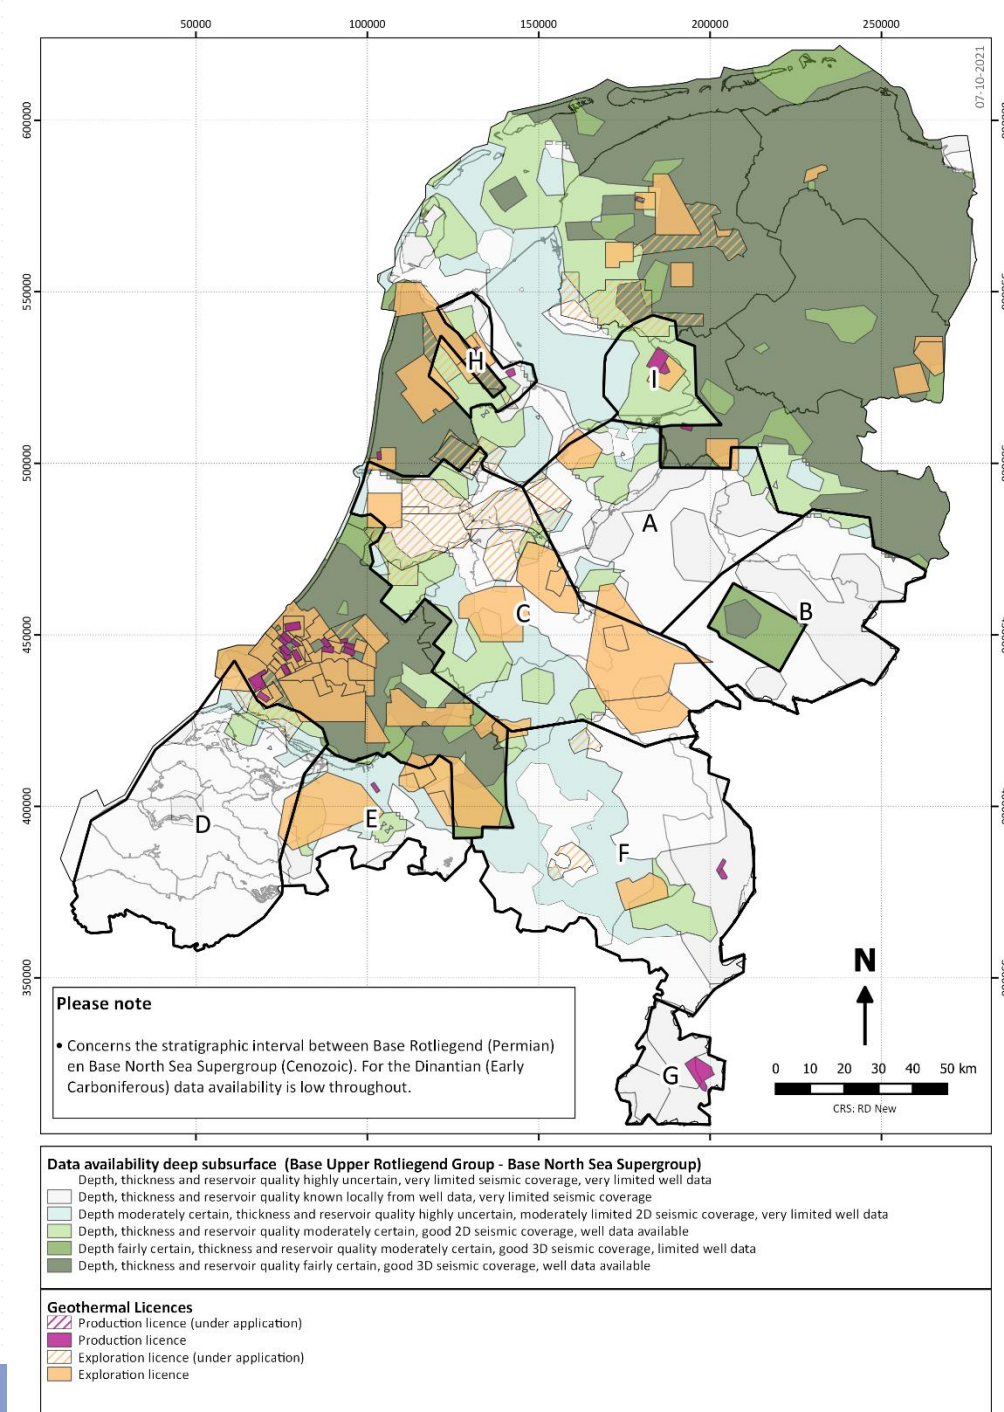 50000 100000 150000 200000 250000
07-10-2021
600000
550000
500000
450000
400000
350000
H
I
A
B
C
D
E
F
G
N
Please note
• Concerns the stratigraphic interval between Base Rotliegend (Permian)
en Base North Sea Supergroup (Cenozoic). For the Dinantian (Early
Carboniferous) data availability is low throughout.
0 10 20 30 40 50 km
CRS: RD New
Data availability deep subsurface (Base Upper Rotliegend Group - Base North Sea Supergroup)
Depth, thickness and reservoir quality highly uncertain, very limited seismic coverage, very limited well data
Depth, thickness and reservoir quality known locally from well data, very limited seismic coverage
Depth moderately certain, thickness and reservoir quality highly uncertain, moderately limited 2D seismic coverage, very limited well data
Depth, thickness and reservoir quality moderately certain, good 2D seismic coverage, well data available
Depth fairly certain, thickness and reservoir quality moderately certain, good 3D seismic coverage, limited well data
Depth, thickness and reservoir quality fairly certain, good 3D seismic coverage, well data available
Geothermal Licences
Production licence (under application)
Production licence
Exploration licence (under application)
Exploration licence